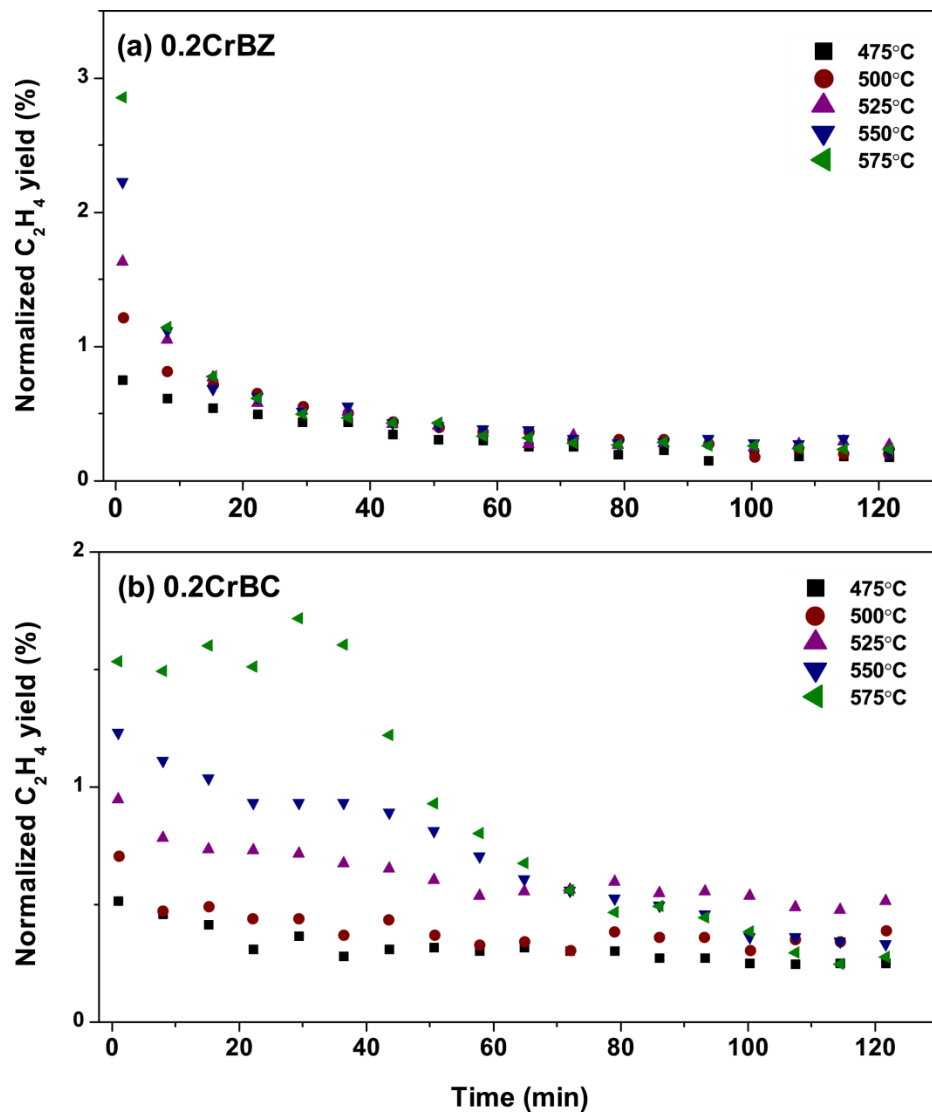 (a) 0.2CrBZ
475°C
500°C
525°C
550°C
575°C
Normalized C₂H₄ yield (%)
3
2
1
0
0 20 40 60 80 100 120
(b) 0.2CrBC
475°C
500°C
525°C
550°C
575°C
Normalized C₂H₄ yield (%)
2
1
0
0 20 40 60 80 100 120
Time (min)